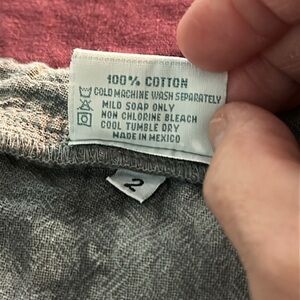 100% COTTON
COLD MACHINE WASH SEPARATELY
MILD SOAP ONLY
NON CHLORINE BLEACH
COOL TUMBLE DRY
MADE IN MEXICO
2